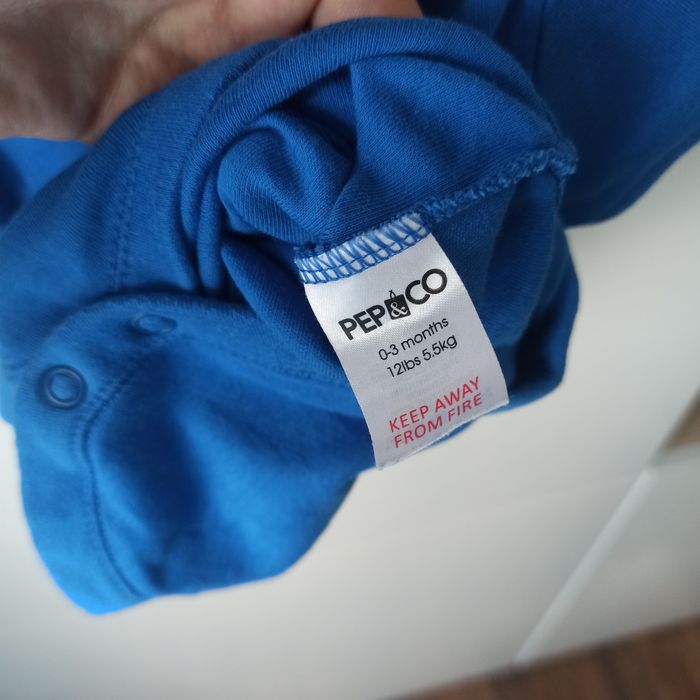 PEP&CO
0-3 months
12lbs 5.5kg
KEEP AWAY
FROM FIRE